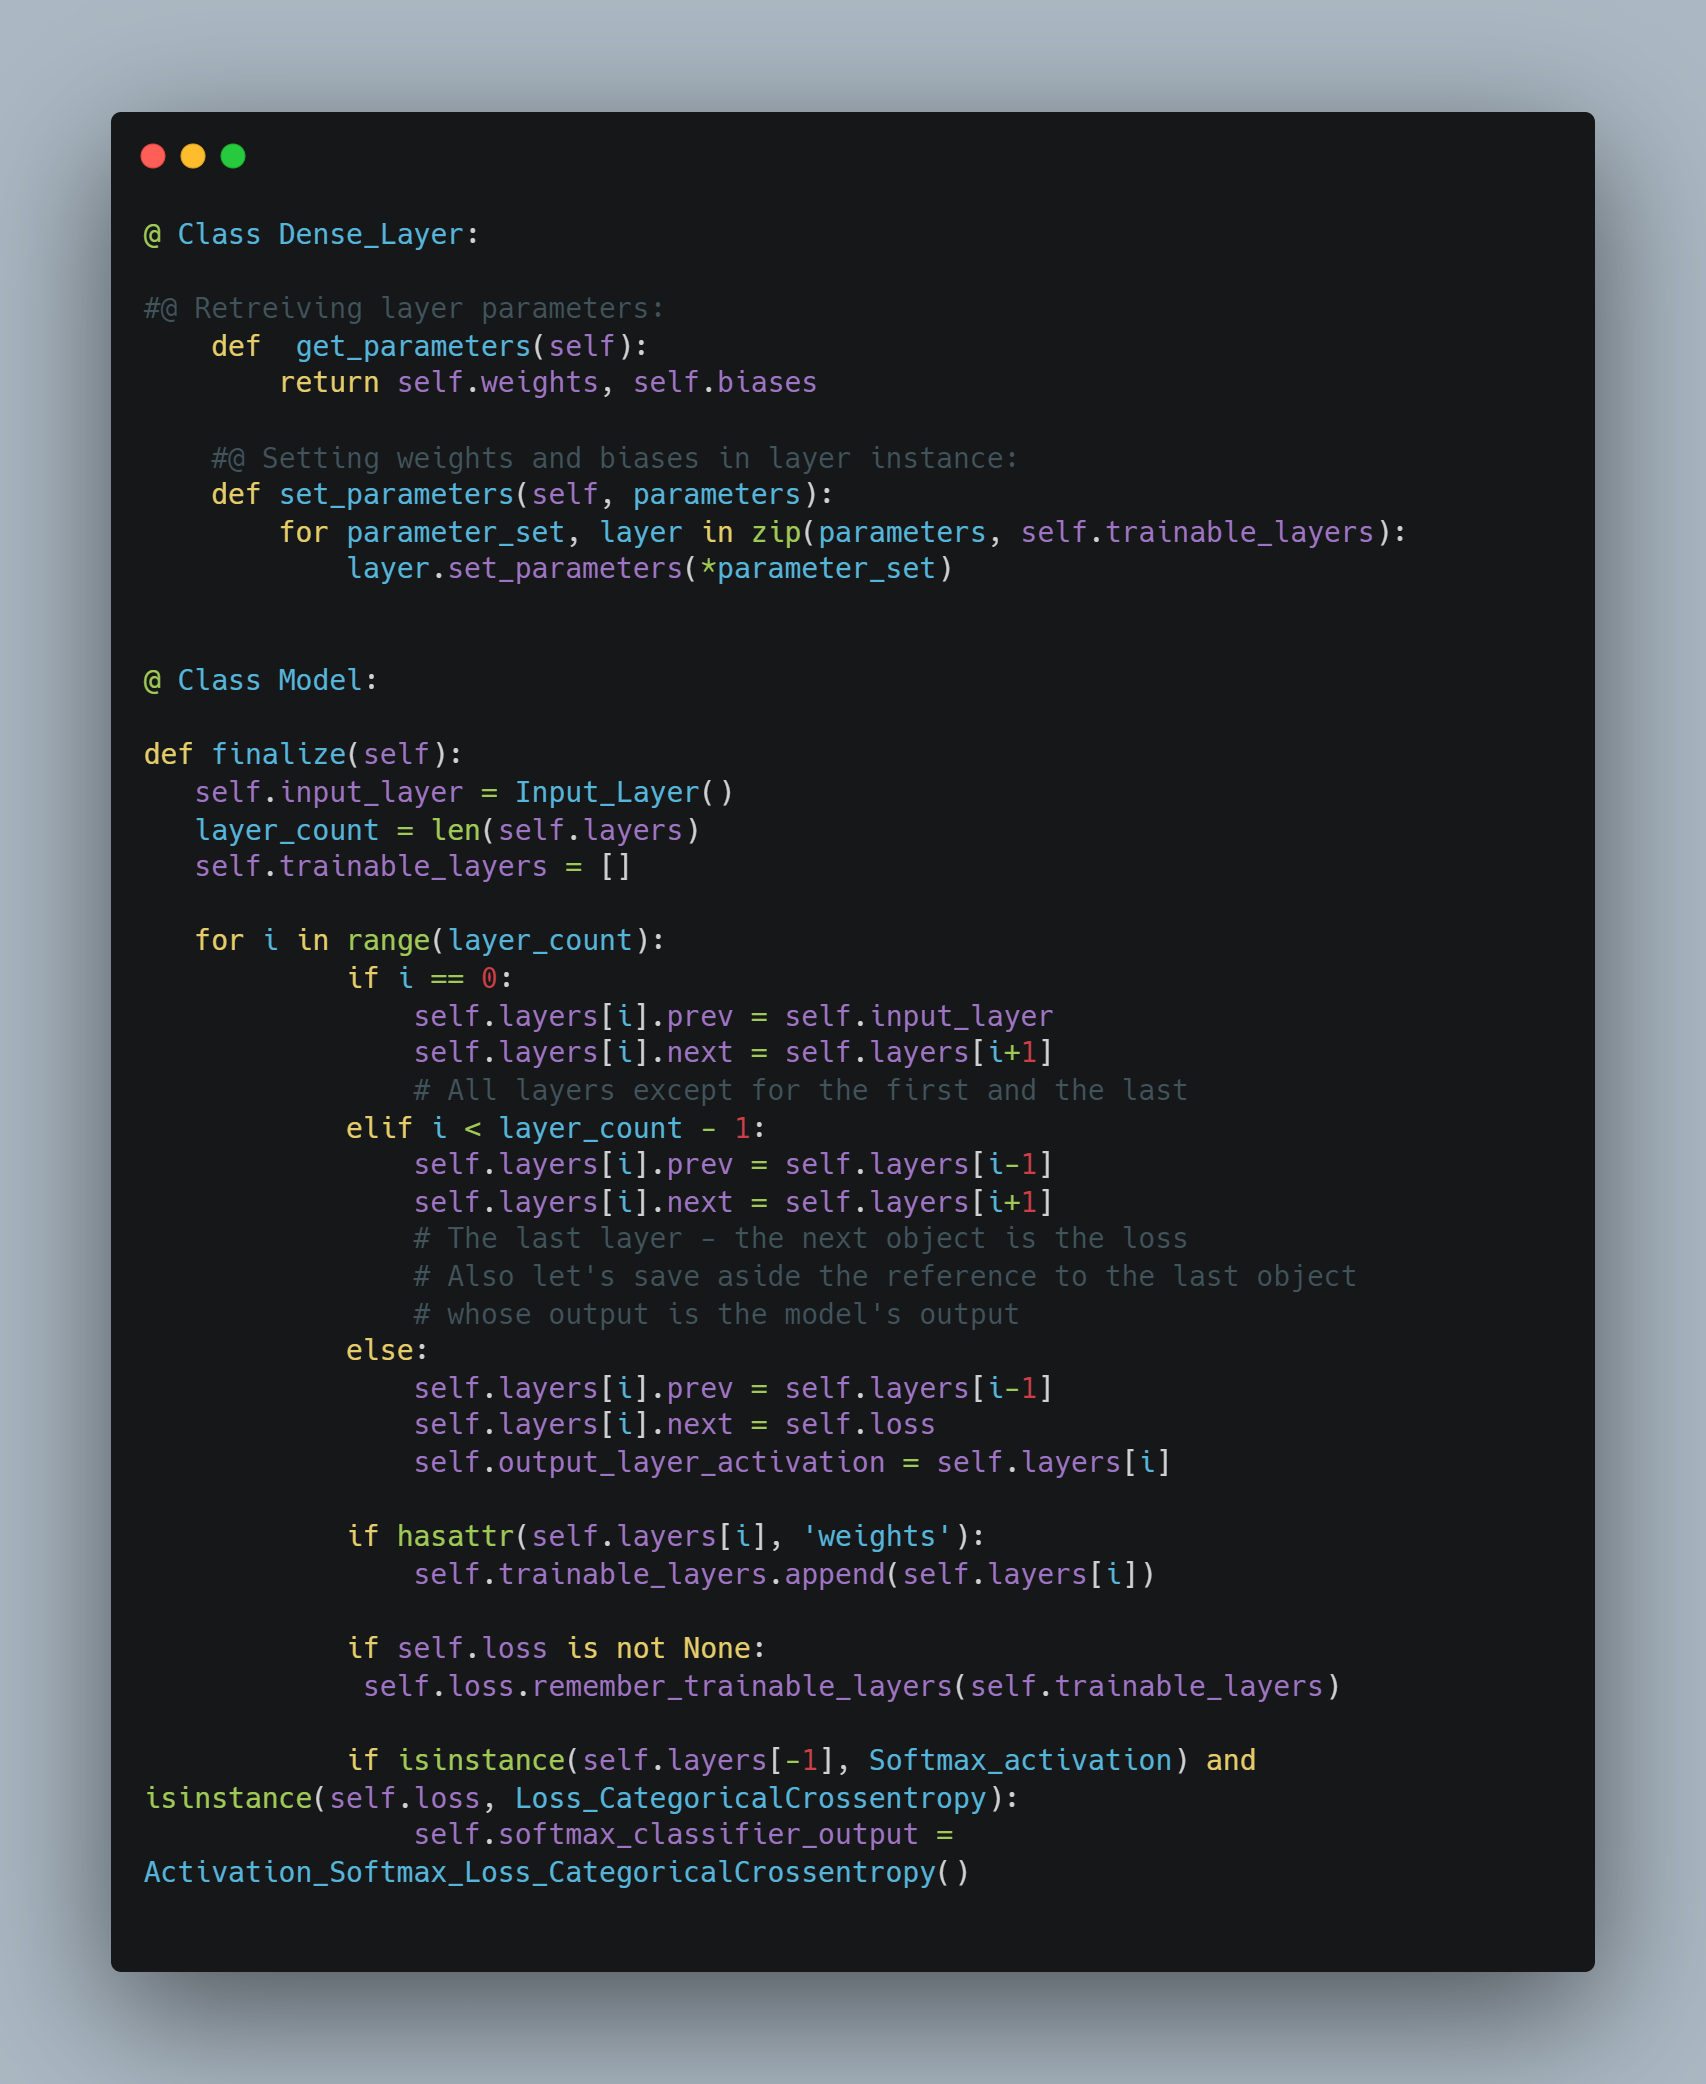 @ Class Dense_Layer:
#@ Retreiving layer parameters:
def  get_parameters(self):
return self.weights, self.biases
#@ Setting weights and biases in layer instance:
def set_parameters(self, parameters):
for parameter_set, layer in zip(parameters, self.trainable_layers):
layer.set_parameters(*parameter_set)
@ Class Model:
def finalize(self):
self.input_layer = Input_Layer()
layer_count = len(self.layers)
self.trainable_layers = []
for i in range(layer_count):
if i == 0:
self.layers[i].prev = self.input_layer
self.layers[i].next = self.layers[i+1]
# All layers except for the first and the last
elif i < layer_count - 1:
self.layers[i].prev = self.layers[i-1]
self.layers[i].next = self.layers[i+1]
# The last layer - the next object is the loss
# Also let's save aside the reference to the last object
# whose output is the model's output
else:
self.layers[i].prev = self.layers[i-1]
self.layers[i].next = self.loss
self.output_layer_activation = self.layers[i]
if hasattr(self.layers[i], 'weights'):
self.trainable_layers.append(self.layers[i])
if self.loss is not None:
self.loss.remember_trainable_layers(self.trainable_layers)
if isinstance(self.layers[-1], Softmax_activation) and
isinstance(self.loss, Loss_CategoricalCrossentropy):
self.softmax_classifier_output =
Activation_Softmax_Loss_CategoricalCrossentropy()